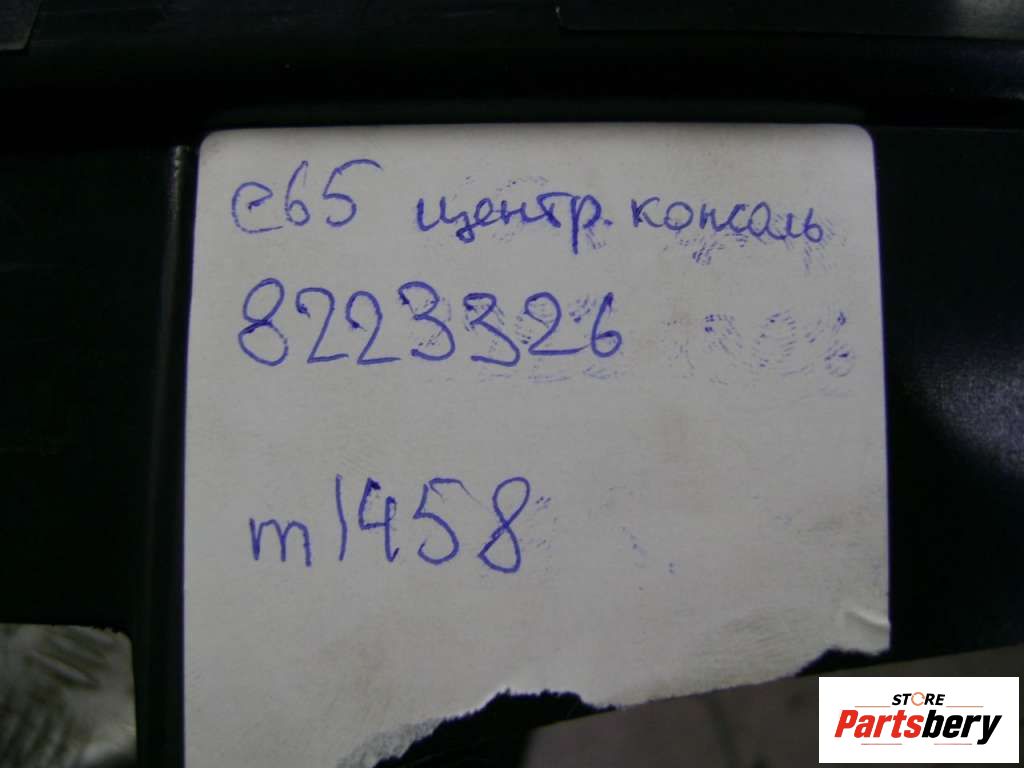 e65 центр. консоль
8223326
m1458
STORE
Partsbery